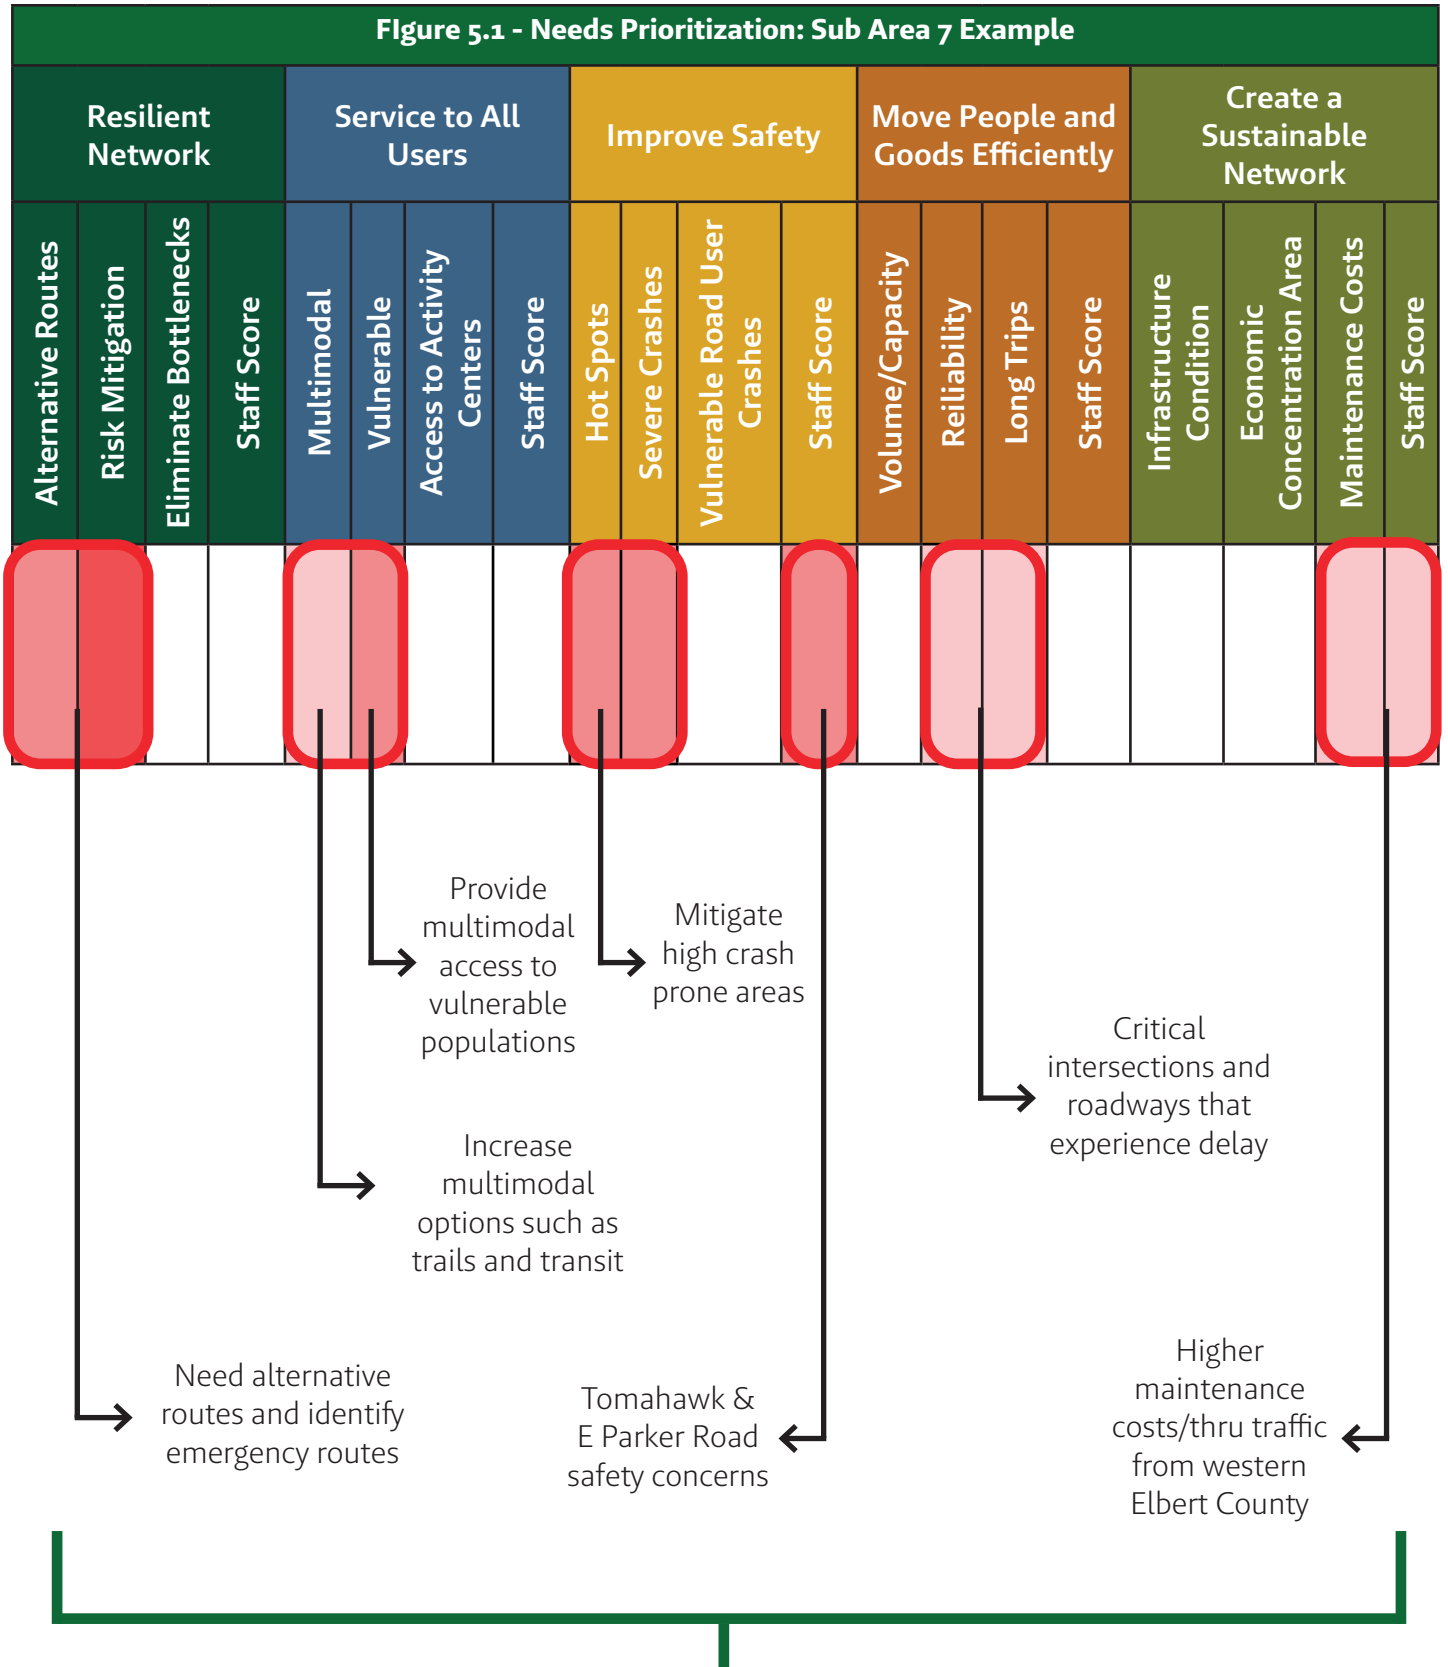 FIgure 5.1 - Needs Prioritization: Sub Area 7 Example
Resilient
Network
Service to All
Users
Improve Safety
Move People and
Goods Efficiently
Create a
Sustainable
Network
Alternative Routes
Risk Mitigation
Eliminate Bottlenecks
Staff Score
Multimodal
Vulnerable
Access to Activity
Centers
Staff Score
Hot Spots
Severe Crashes
Vulnerable Road User
Crashes
Staff Score
Volume/Capacity
Reiliability
Long Trips
Staff Score
Infrastructure
Condition
Economic
Concentration Area
Maintenance Costs
Staff Score
Provide
multimodal
access to
vulnerable
populations
Mitigate
high crash
prone areas
Critical
intersections and
roadways that
experience delay
Increase
multimodal
options such as
trails and transit
Need alternative
routes and identify
emergency routes
Tomahawk &
E Parker Road
safety concerns
Higher
maintenance
costs/thru traffic
from western
Elbert County